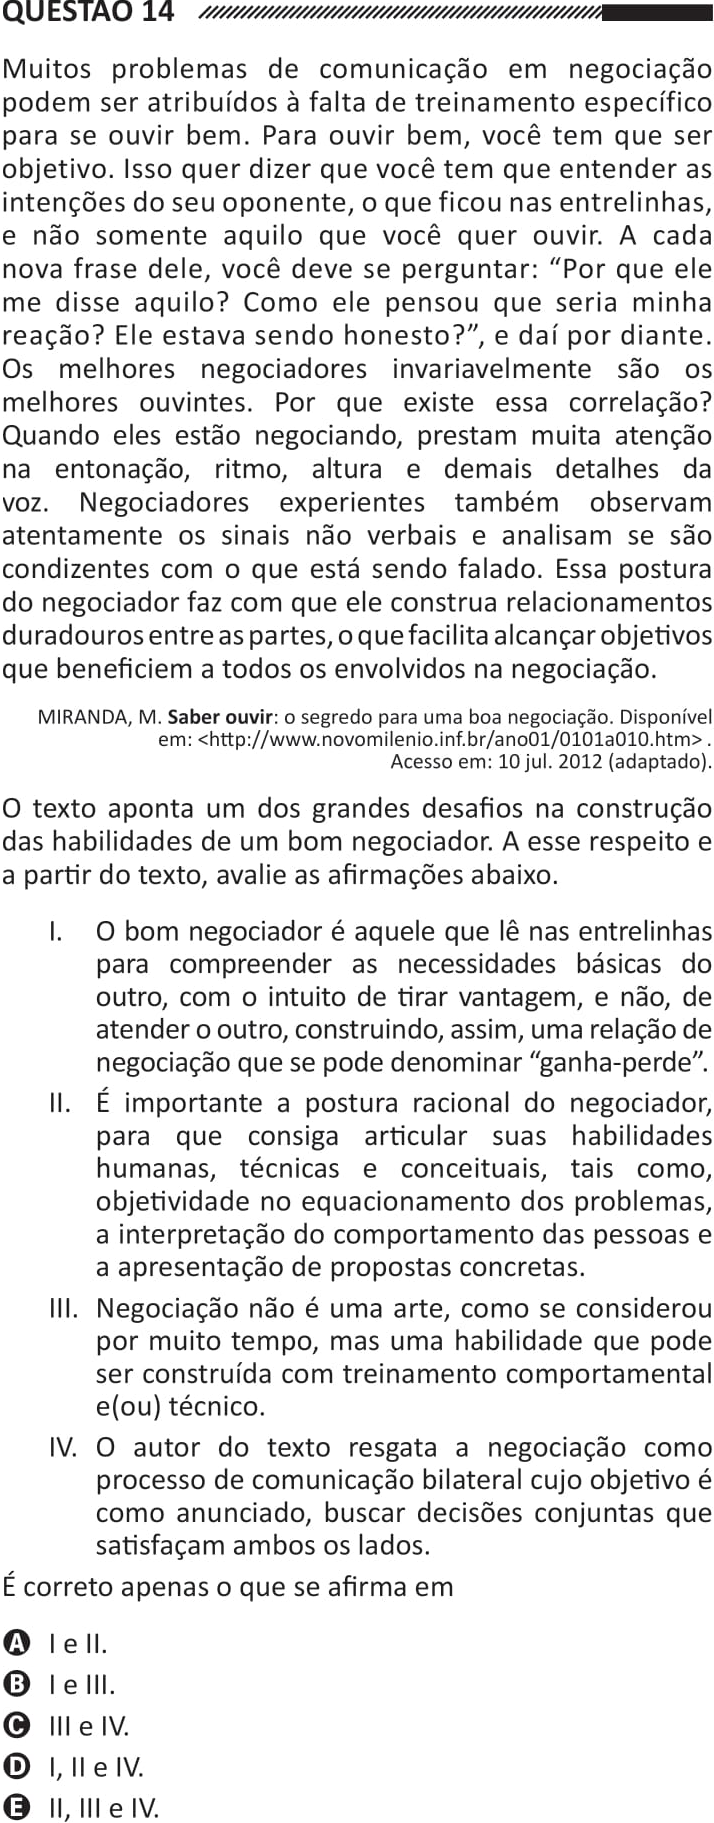 QUESTÃO 14
Muitos problemas de comunicação em negociação
podem ser atribuídos à falta de treinamento específico
para se ouvir bem. Para ouvir bem, você tem que ser
objetivo. Isso quer dizer que você tem que entender as
intenções do seu oponente, o que ficou nas entrelinhas,
e não somente aquilo que você quer ouvir. A cada
nova frase dele, você deve se perguntar: “Por que ele
me disse aquilo? Como ele pensou que seria minha
reação? Ele estava sendo honesto?”, e daí por diante.
Os melhores negociadores invariavelmente são os
melhores ouvintes. Por que existe essa correlação?
Quando eles estão negociando, prestam muita atenção
na entonação, ritmo, altura e demais detalhes da
voz. Negociadores experientes também observam
atentamente os sinais não verbais e analisam se são
condizentes com o que está sendo falado. Essa postura
do negociador faz com que ele construa relacionamentos
duradouros entre as partes, o que facilita alcançar objetivos
que beneficiem a todos os envolvidos na negociação.
MIRANDA, M. Saber ouvir: o segredo para uma boa negociação. Disponível
em: <http://www.novomilenio.inf.br/ano01/0101a010.htm> .
Acesso em: 10 jul. 2012 (adaptado).
O texto aponta um dos grandes desafios na construção
das habilidades de um bom negociador. A esse respeito e
a partir do texto, avalie as afirmações abaixo.
I. O bom negociador é aquele que lê nas entrelinhas
para compreender as necessidades básicas do
outro, com o intuito de tirar vantagem, e não, de
atender o outro, construindo, assim, uma relação de
negociação que se pode denominar “ganha-perde”.
II. É importante a postura racional do negociador,
para que consiga articular suas habilidades
humanas, técnicas e conceituais, tais como,
objetividade no equacionamento dos problemas,
a interpretação do comportamento das pessoas e
a apresentação de propostas concretas.
III. Negociação não é uma arte, como se considerou
por muito tempo, mas uma habilidade que pode
ser construída com treinamento comportamental
e(ou) técnico.
IV. O autor do texto resgata a negociação como
processo de comunicação bilateral cujo objetivo é
como anunciado, buscar decisões conjuntas que
satisfaçam ambos os lados.
É correto apenas o que se afirma em
A I e II.
B I e III.
C III e IV.
D I, II e IV.
E II, III e IV.